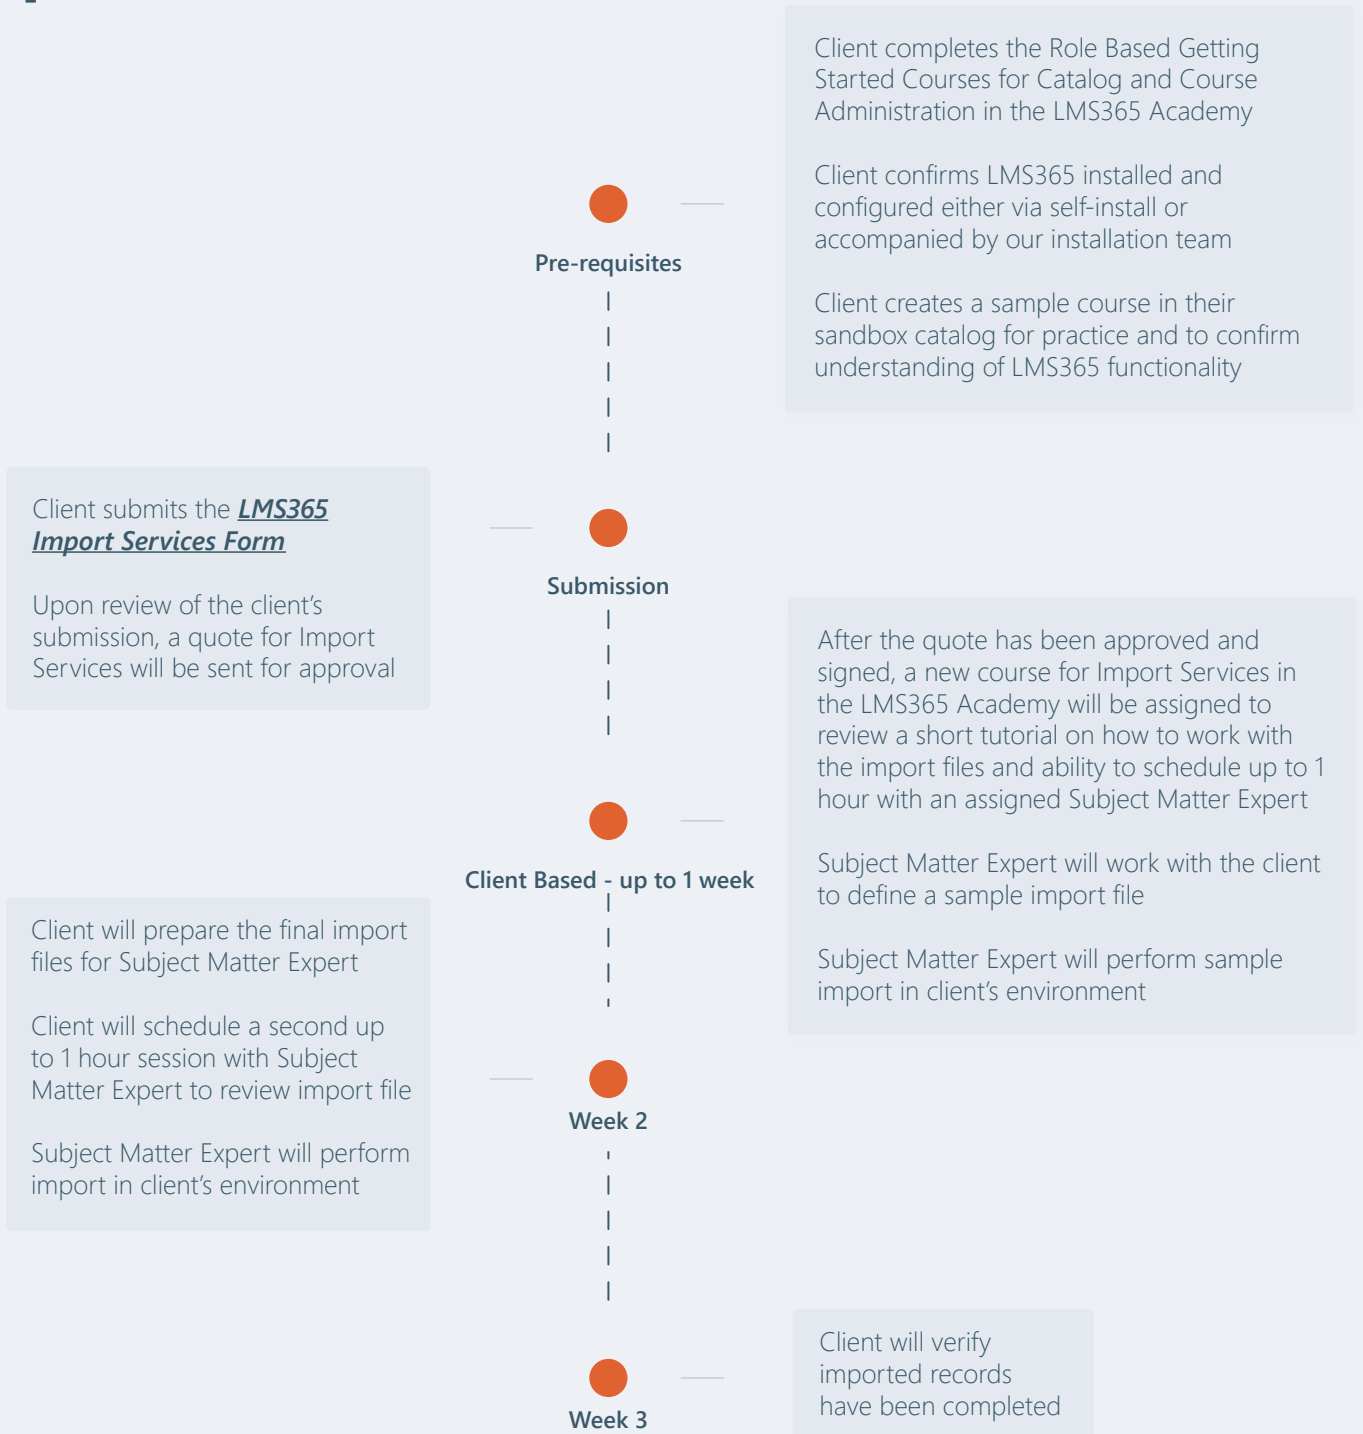 Client completes the Role Based Getting
Started Courses for Catalog and Course
Administration in the LMS365 Academy
Client confirms LMS365 installed and
configured either via self-install or
accompanied by our installation team
Client creates a sample course in their
sandbox catalog for practice and to confirm
understanding of LMS365 functionality
Pre-requisites
Client submits the LMS365
Import Services Form
Upon review of the client’s
submission, a quote for Import
Services will be sent for approval
Submission
After the quote has been approved and
signed, a new course for Import Services in
the LMS365 Academy will be assigned to
review a short tutorial on how to work with
the import files and ability to schedule up to 1
hour with an assigned Subject Matter Expert
Subject Matter Expert will work with the client
to define a sample import file
Subject Matter Expert will perform sample
import in client’s environment
Client Based - up to 1 week
Client will prepare the final import
files for Subject Matter Expert
Client will schedule a second up
to 1 hour session with Subject
Matter Expert to review import file
Subject Matter Expert will perform
import in client’s environment
Week 2
Client will verify
imported records
have been completed
Week 3